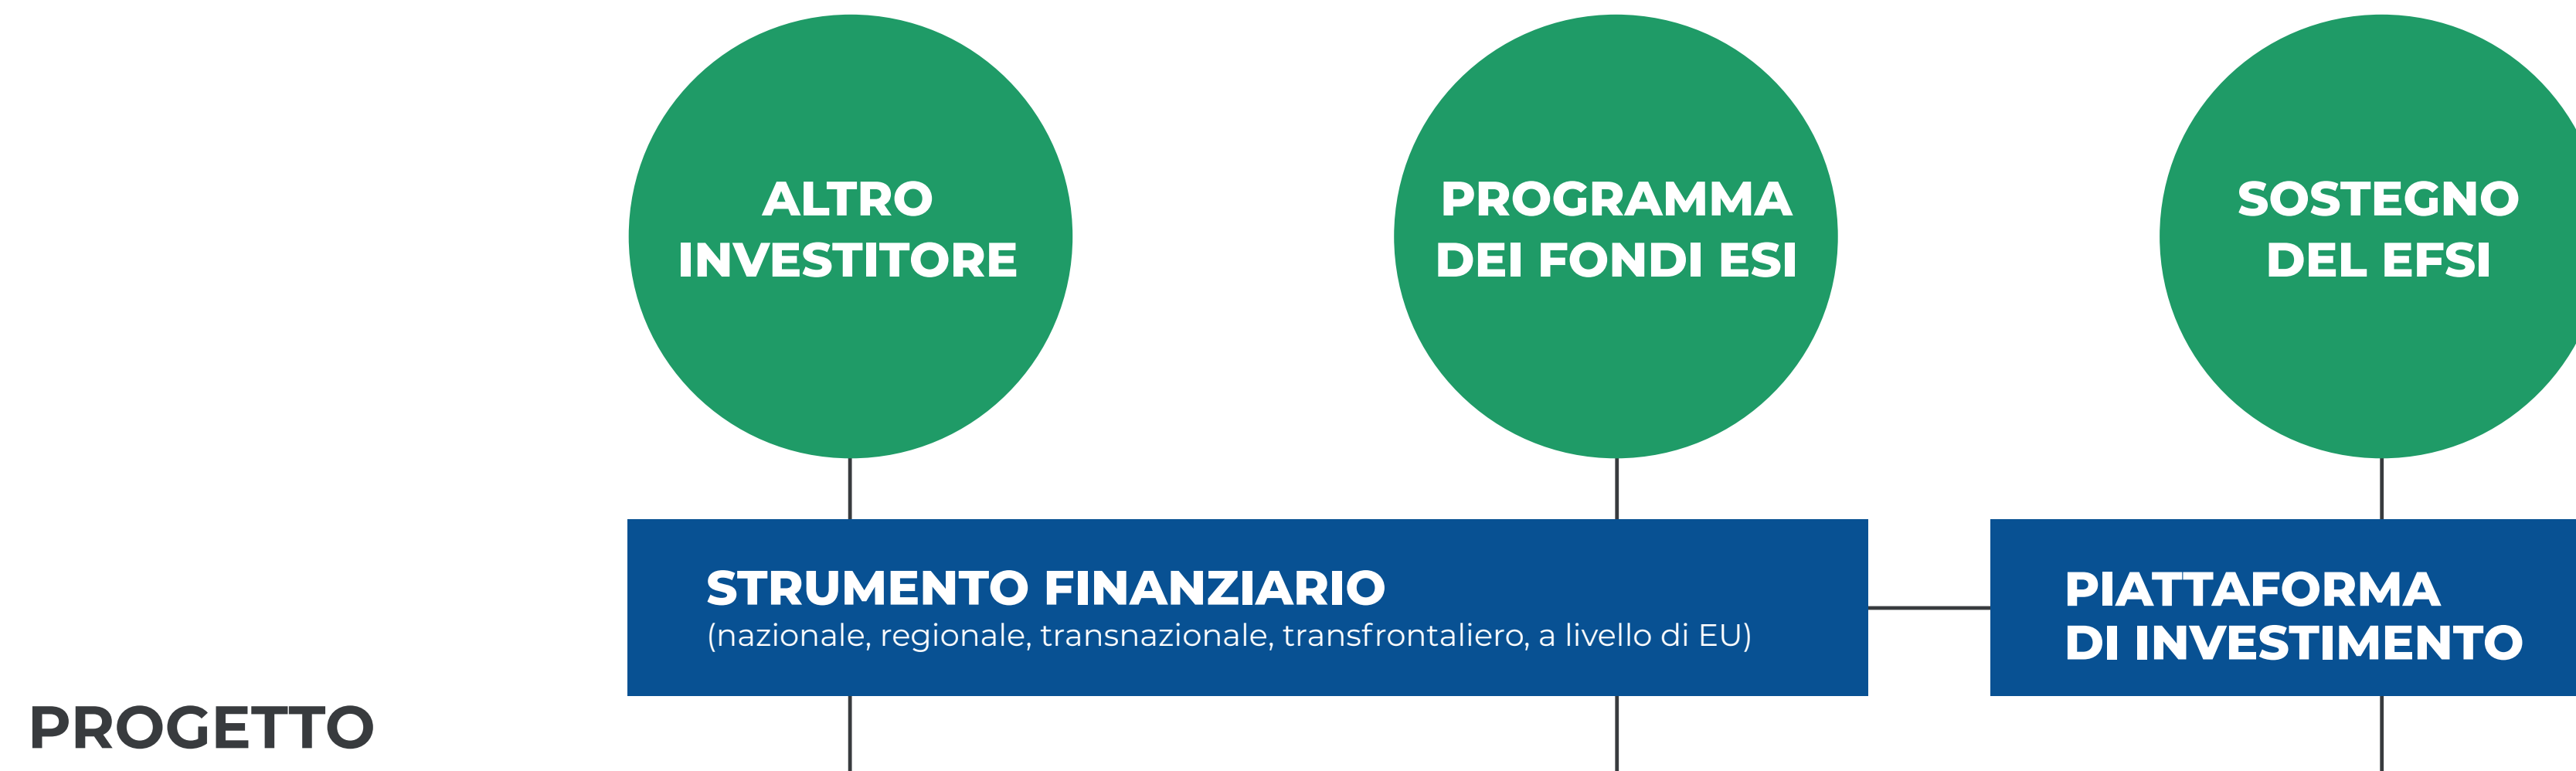 ALTRO
INVESTITORE
PROGRAMMA
DEI FONDI ESI
SOSTEGNO
DEL EFSI
STRUMENTO FINANZIARIO
(nazionale, regionale, transnazionale, transfrontaliero, a livello di EU)
PIATTAFORMA
DI INVESTIMENTO
PROGETTO